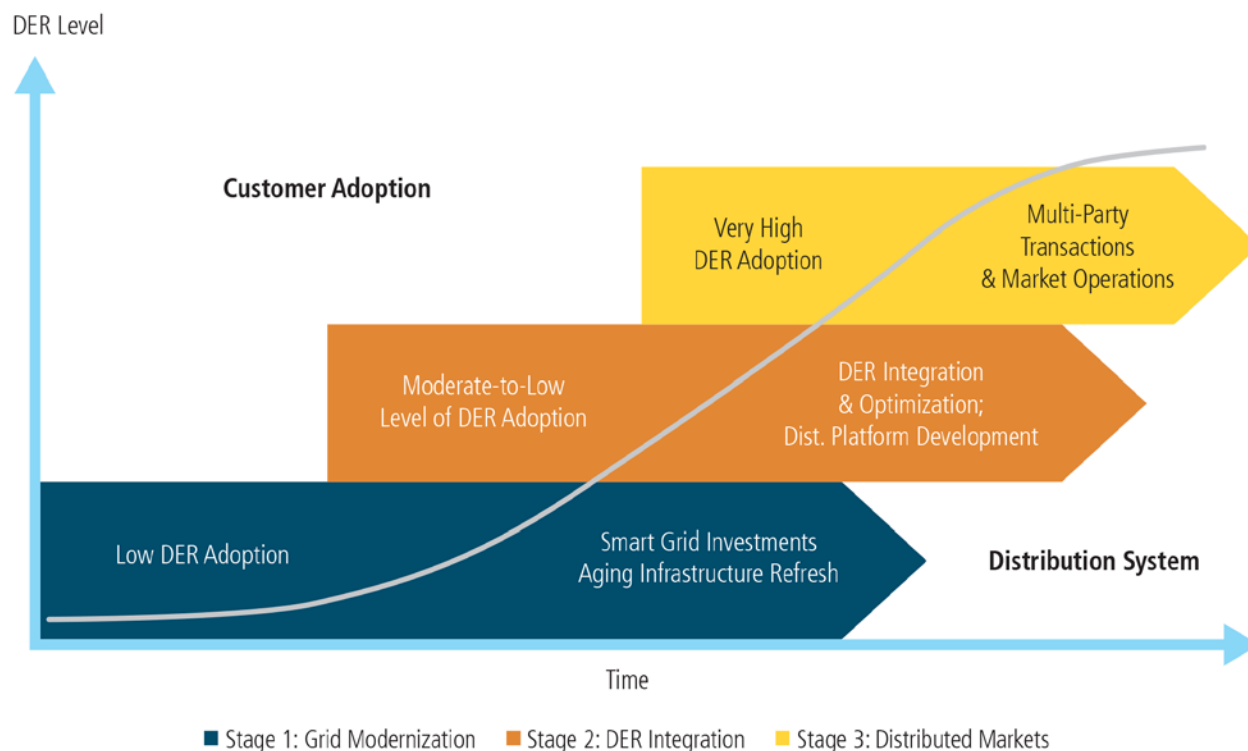 DER Level
Customer Adoption
Very High
DER Adoption
Multi-Party
Transactions
& Market Operations
Moderate-to-Low
Level of DER Adoption
DER Integration
& Optimization;
Dist. Platform Development
Low DER Adoption
Smart Grid Investments
Aging Infrastructure Refresh
Distribution System
Time
Stage 1: Grid Modernization
Stage 2: DER Integration
Stage 3: Distributed Markets